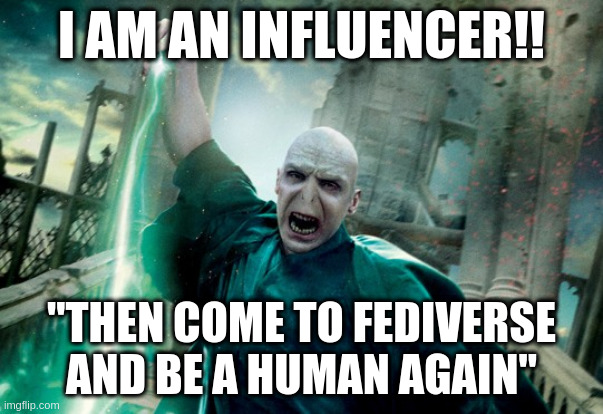 I AM AN INFLUENCER!!
"THEN COME TO FEDIVERSE
AND BE A HUMAN AGAIN"
imgflip.com